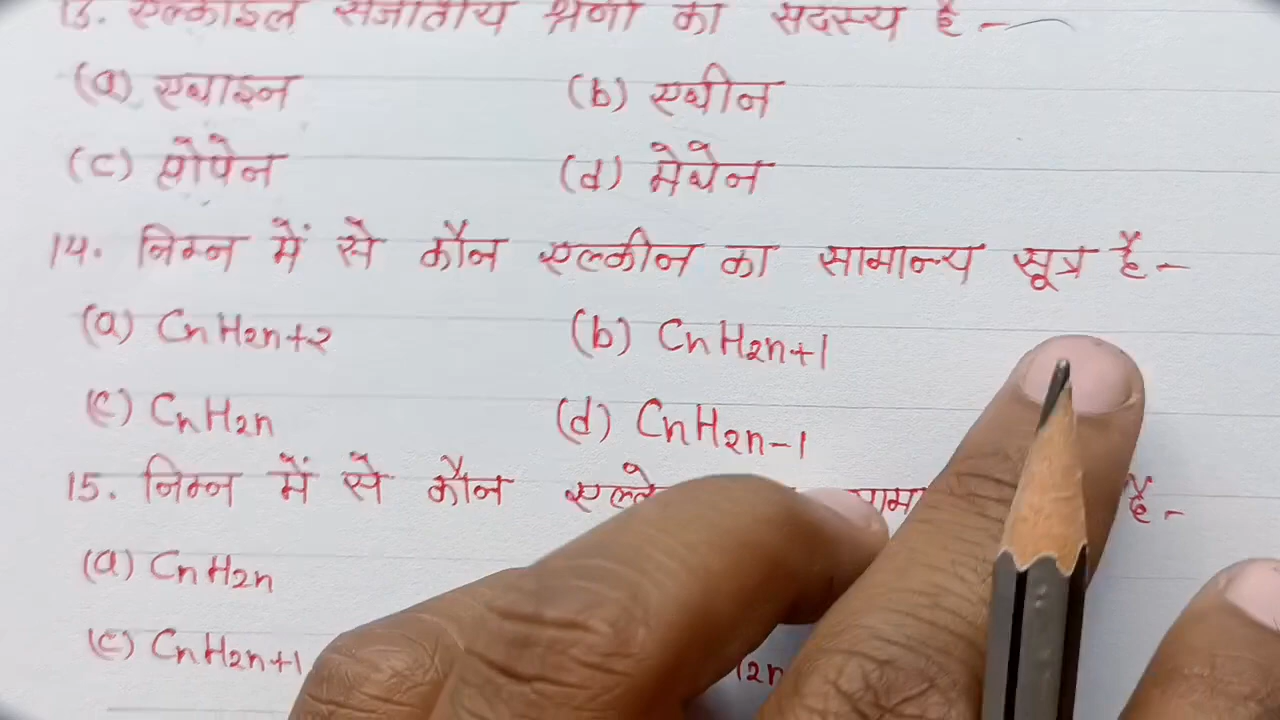 13. एल्काइल सजातीय श्रेणी का सदस्य है -
(a) एथाइन (b) एथीन
(c) प्रोपेन (d) मेथेन
14. निम्न में से कौन एल्कीन का सामान्य सूत्र है -
(a) CnH2n+2 (b) CnH2n+1
(c) CnH2n (d) CnH2n-1
15. निम्न में से कौन है -
(a) CnH2n
(c) CnH2n+1